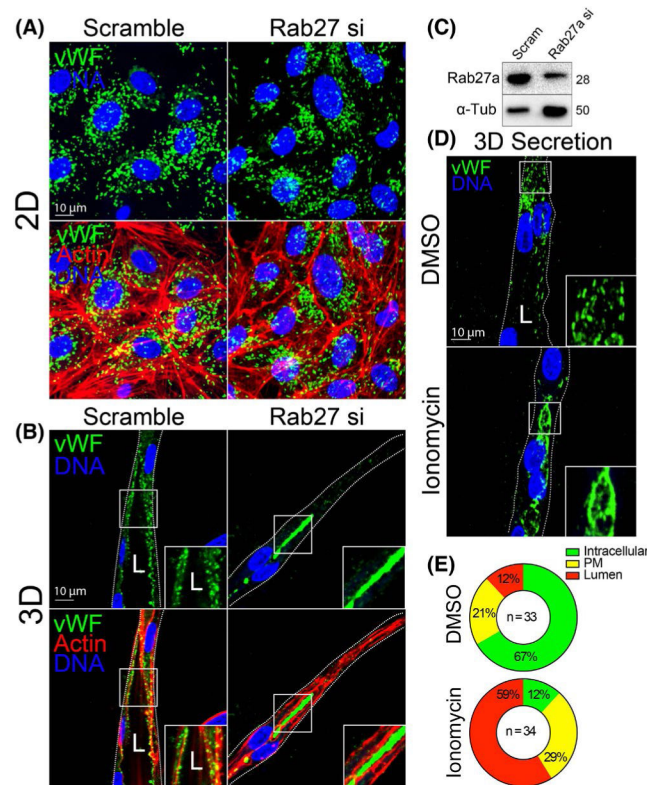 (A) Scramble Rab27 si
vWF
DNA
10 µm
vWF
Actin
DNA
2D
Scramble Rab27 si
(B)
vWF
DNA
L
L
10 µm
vWF
Actin
DNA
L
L
3D
(C)
Scram Rab27a si
Rab27a 28
α-Tub 50
(D) 3D Secretion
vWF
DNA
DMSO
L
10 µm
Ionomycin
Intracellular
PM
Lumen
(E)
DMSO
12%
21%
n = 33
67%
Ionomycin
59% 12%
n = 34
29%